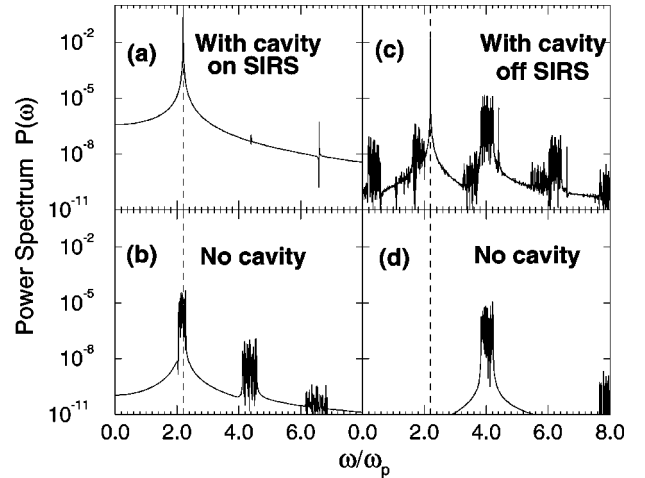 10^-2
10^-5
10^-8
10^-11
(a)
With cavity
on SIRS
(c)
With cavity
off SIRS
Power Spectrum P(ω)
10^-2
10^-5
10^-8
10^-11
(b)
No cavity
(d)
No cavity
0.0 2.0 4.0 6.0 0.0 2.0 4.0 6.0 8.0
ω/ω_p